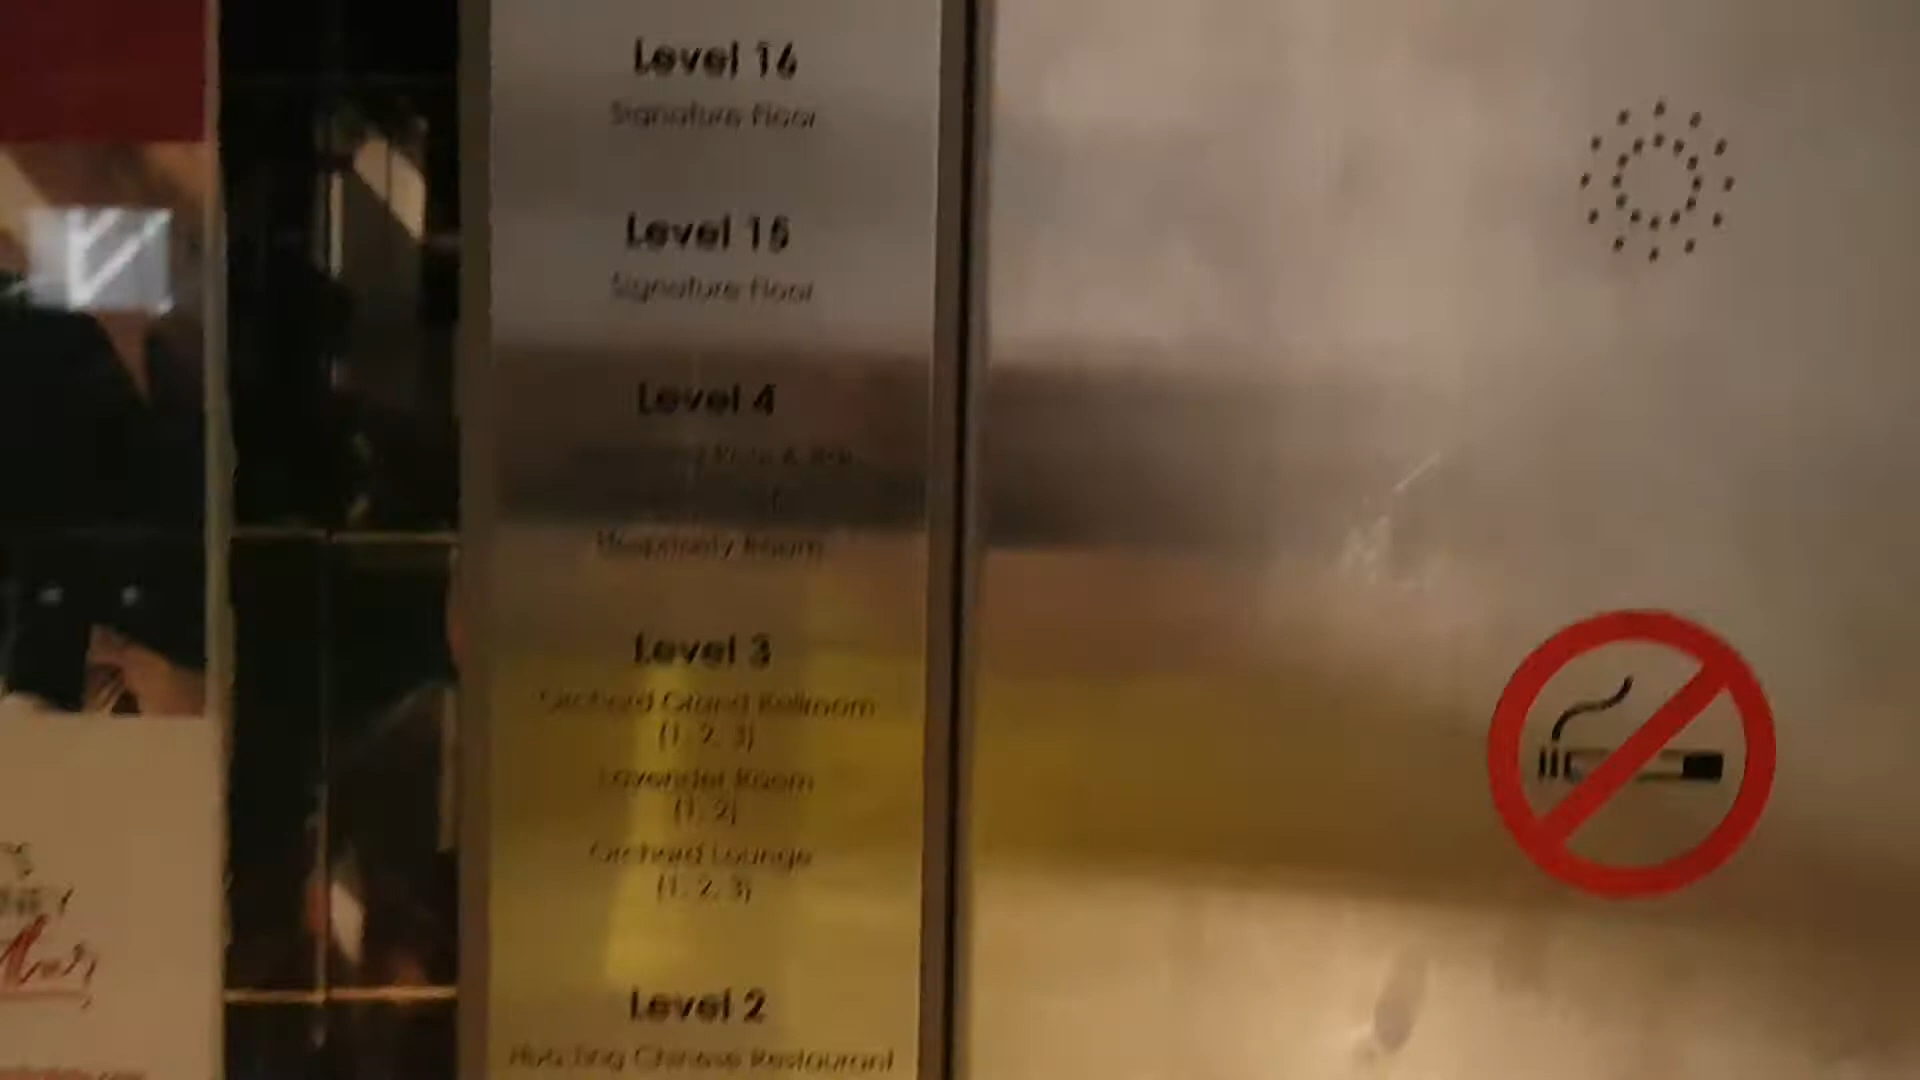 Level 16
Signature Floor
Level 15
Signature Floor
Level 4
Hospitality Room
Level 3
Orchard Grand Ballroom
(1, 2, 3)
Lavender Room
(1, 2)
Orchard Lounge
(1, 2, 3)
Level 2
Hua Ting Chinese Restaurant